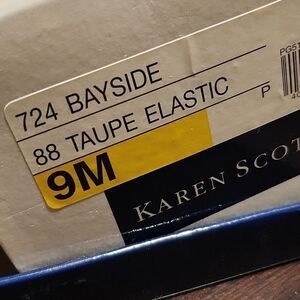 724 BAYSIDE
88 TAUPE ELASTIC P
9M
KAREN SCOT